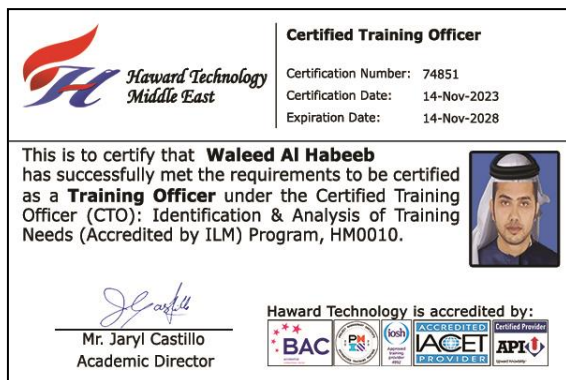 Haward Technology
Middle East
Certified Training Officer
Certification Number: 74851
Certification Date: 14-Nov-2023
Expiration Date: 14-Nov-2028
This is to certify that Waleed Al Habeeb
has successfully met the requirements to be certified
as a Training Officer under the Certified Training
Officer (CTO): Identification & Analysis of Training
Needs (Accredited by ILM) Program, HM0010.
Mr. Jaryl Castillo
Academic Director
Haward Technology is accredited by:
BAC
iosh
ACCREDITED
IACET
PROVIDER
Certified Provider
API